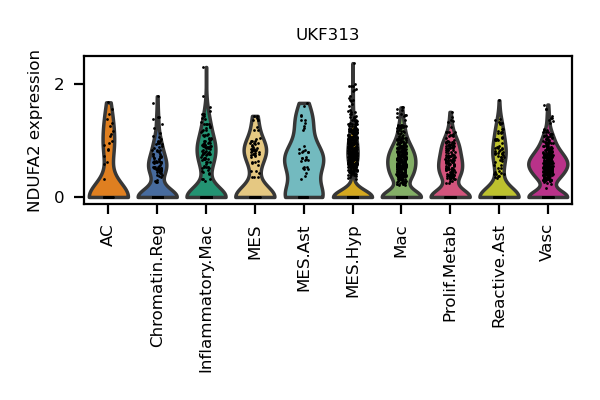 UKF313
NDUFA2 expression
2
0
AC
Chromatin.Reg
Inflammatory.Mac
MES
MES.Ast
MES.Hyp
Mac
Prolif.Metab
Reactive.Ast
Vasc